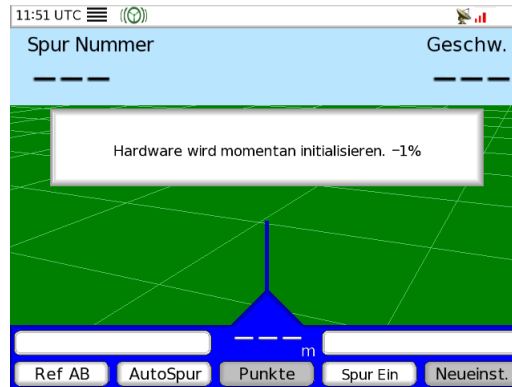 11:51 UTC
Spur Nummer
Geschw.
Hardware wird momentan initialisieren. -1%
m
Ref AB
AutoSpur
Punkte
Spur Ein
Neueinst.